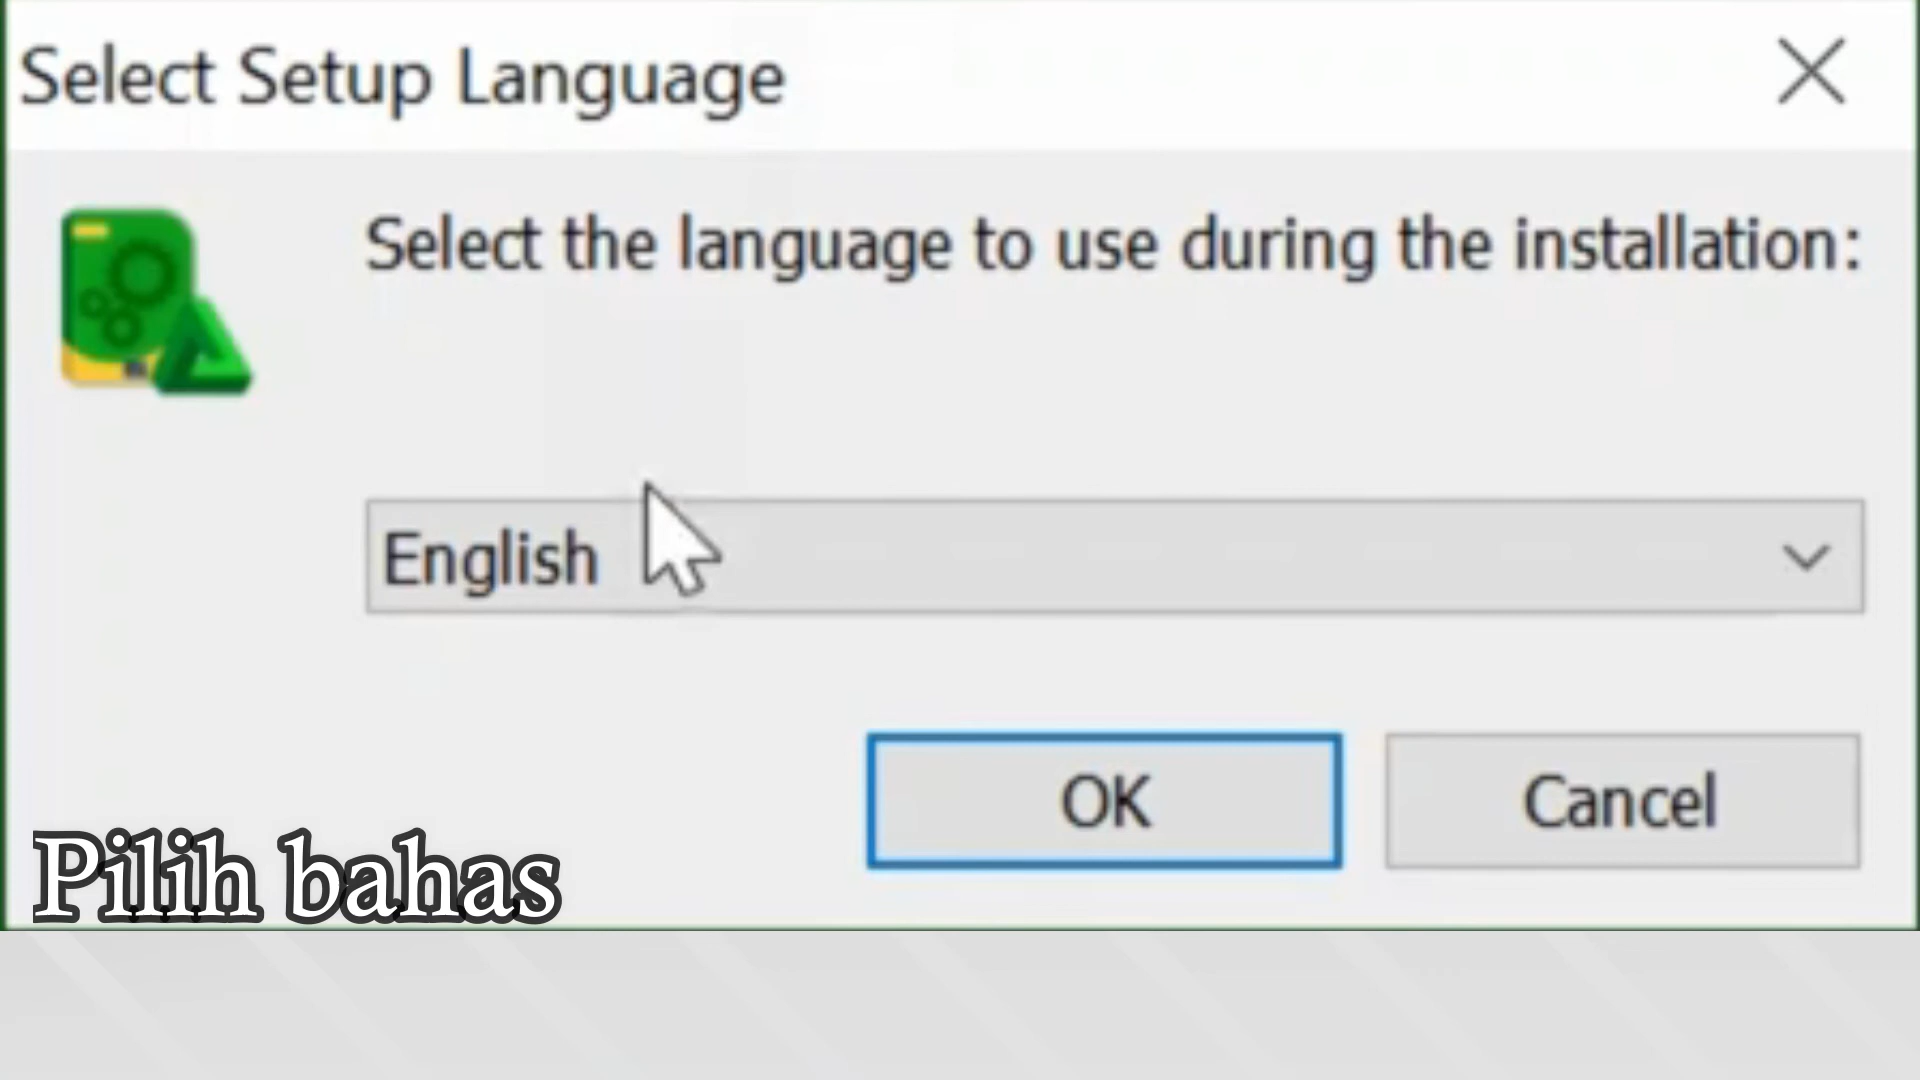 Select Setup Language
Select the language to use during the installation:
English
OK
Cancel
Pilih bahas